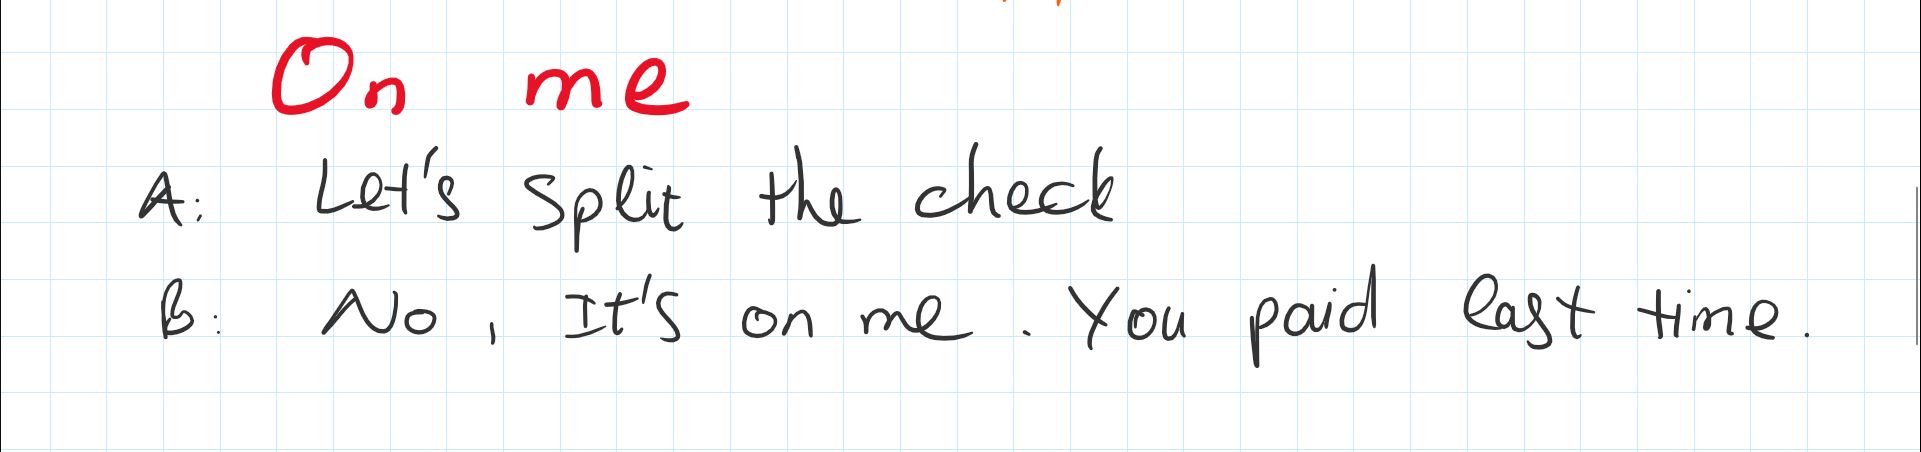 On me
A: Let's split the check
B: No, It's on me. You paid last time.